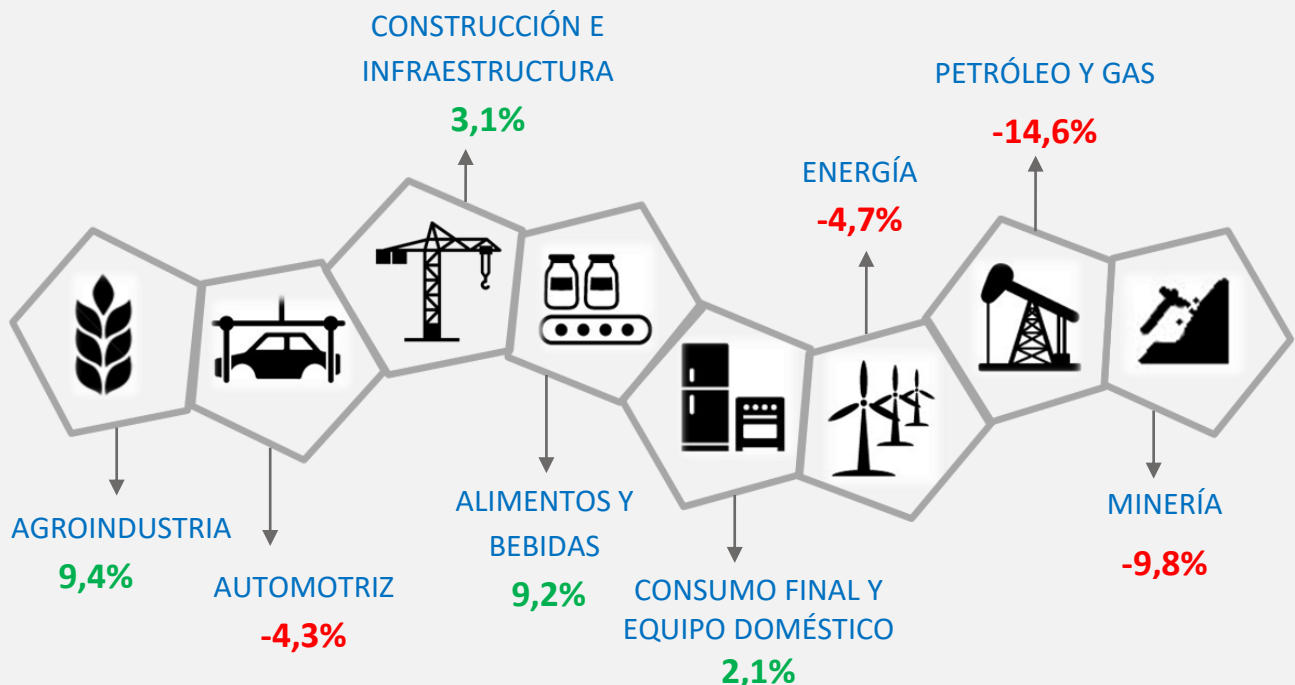 CONSTRUCCIÓN E
INFRAESTRUCTURA
3,1%
PETRÓLEO Y GAS
-14,6%
ENERGÍA
-4,7%
AGROINDUSTRIA
9,4%
AUTOMOTRIZ
-4,3%
ALIMENTOS Y
BEBIDAS
9,2%
CONSUMO FINAL Y
EQUIPO DOMÉSTICO
2,1%
MINERÍA
-9,8%